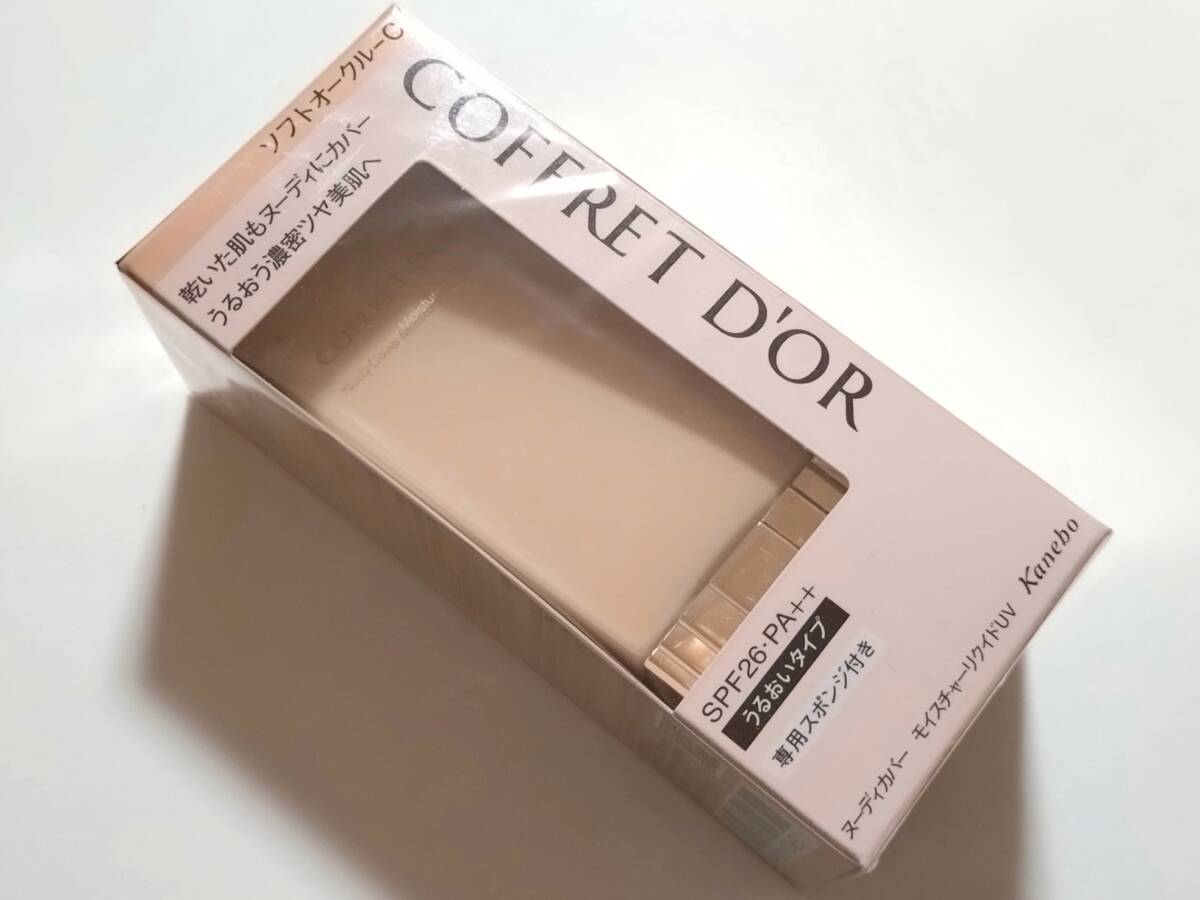 ソフトオークル-C
乾いた肌もヌーディにカバー
うるおう濃密ツヤ美肌へ
COFFRET D'OR
Nudy Cover Moistur
SPF26・PA++
うるおいタイプ
専用スポンジ付き
ヌーディカバー モイスチャーリクイドUV
Kanebo